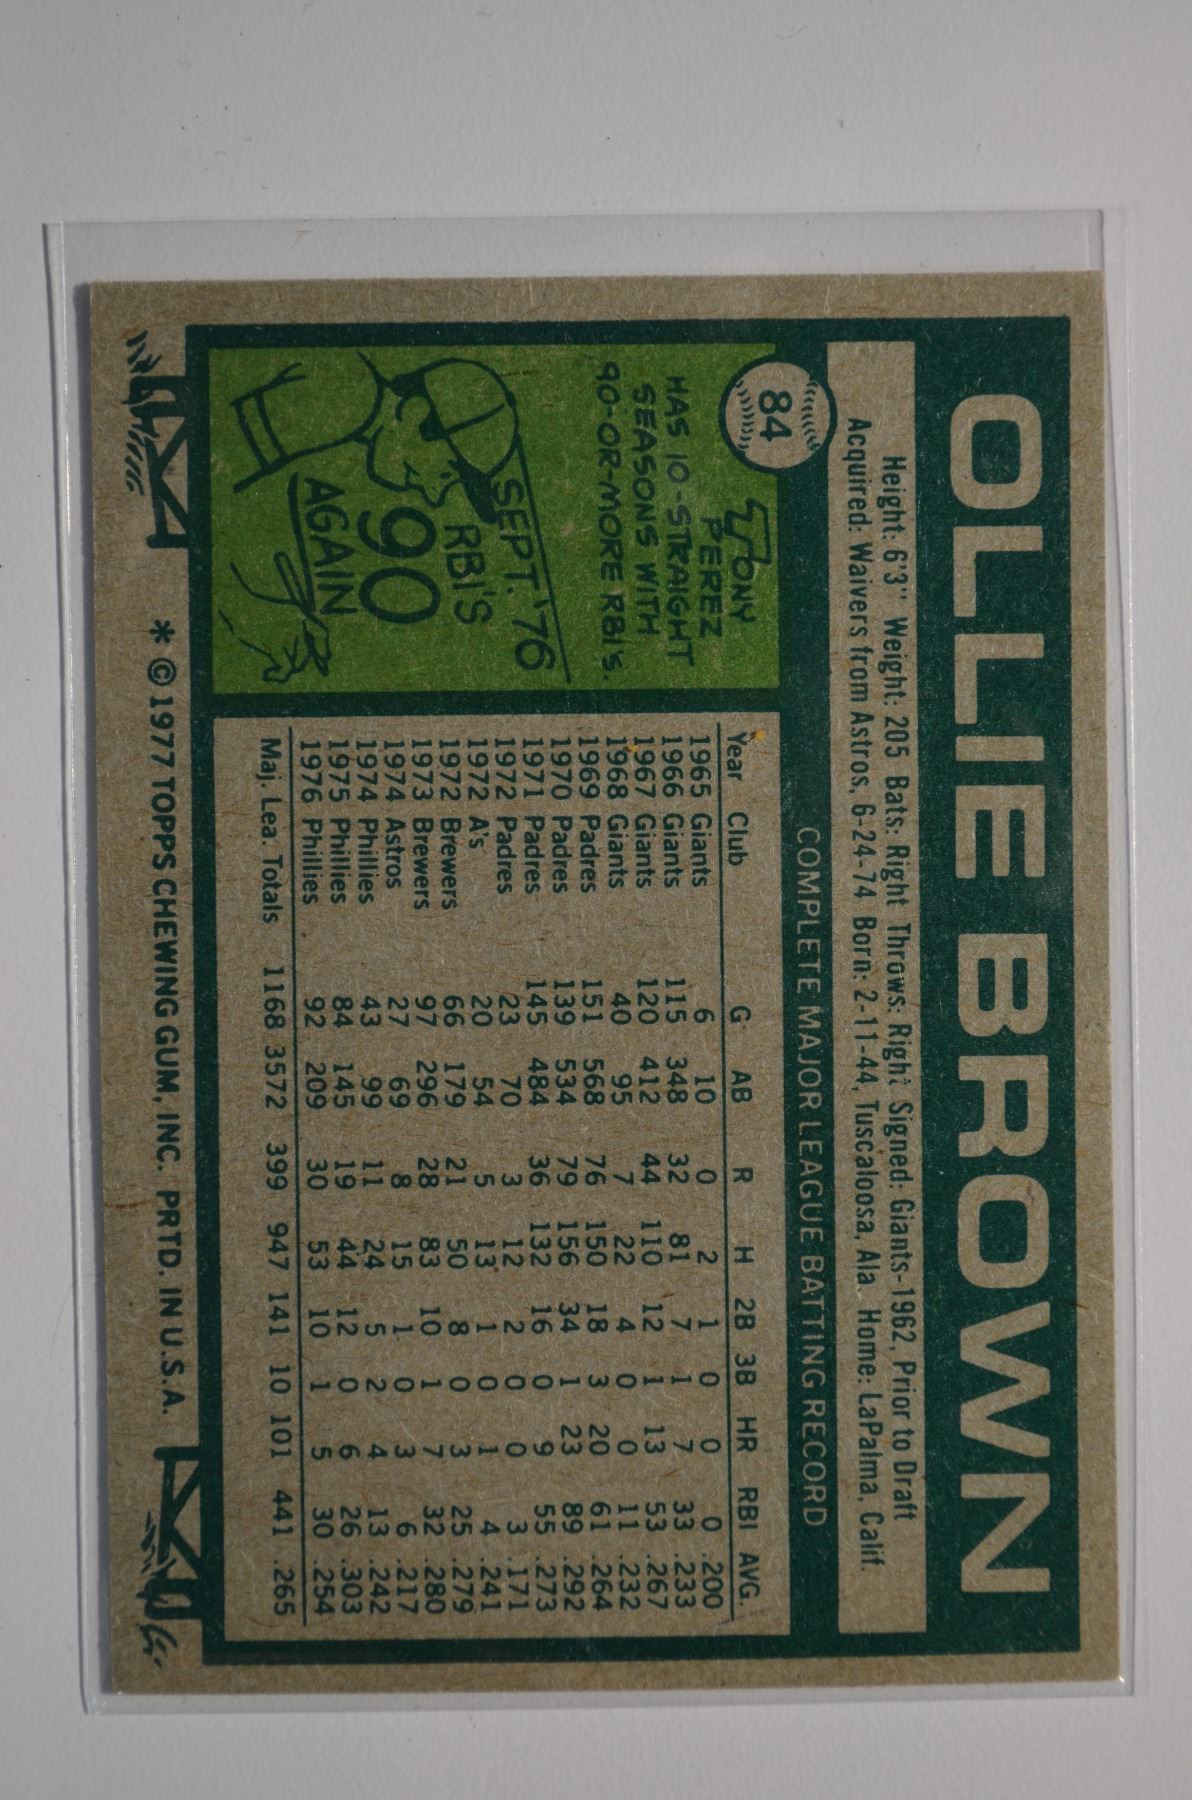 OLLIE BROWN
Height: 6'3" Weight: 205 Bats: Right Throws: Right Signed: Giants-1962, Prior to Draft
Acquired: Waivers from Astros, 6-24-74 Born: 2-11-44, Tuscaloosa, Ala. Home: LaPalma, Calif.
84
COMPLETE MAJOR LEAGUE BATTING RECORD
TONY
PEREZ
HAS 10-STRAIGHT
SEASONS WITH
90-OR-MORE RBI'S.
SEPT. '76
RBI'S
90
AGAIN
Year Club G AB R H 2B 3B HR RBI AVG.
1965 Giants 6 10 0 2 1 0 0 0 .200
1966 Giants 115 348 32 81 7 1 7 33 .233
1967 Giants 120 412 44 110 12 1 13 53 .267
1968 Giants 40 95 7 22 4 0 0 11 .232
1969 Padres 151 568 76 150 18 3 20 61 .264
1970 Padres 139 534 79 156 34 1 23 89 .292
1971 Padres 145 484 36 132 16 0 9 55 .273
1972 Padres 23 70 3 12 2 0 0 3 .171
1972 A's 20 54 5 13 1 0 1 4 .241
1972 Brewers 66 179 21 50 8 0 3 25 .279
1973 Brewers 97 296 28 83 10 1 7 32 .280
1974 Astros 27 69 8 15 1 0 3 6 .217
1974 Phillies 43 99 11 24 5 2 4 13 .242
1975 Phillies 84 145 19 44 12 0 6 26 .303
1976 Phillies 92 209 30 53 10 1 5 30 .254
Maj. Lea. Totals 1168 3572 399 947 141 10 101 441 .265
* ©1977 TOPPS CHEWING GUM, INC. PRTD. IN U.S.A.